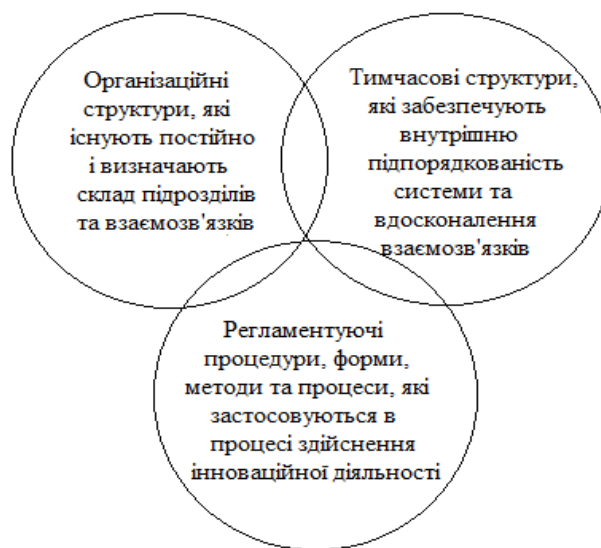 Організаційні
структури, які
існують постійно
і визначають
склад підрозділів
та взаємозв'язків
Тимчасові структури,
які забезпечують
внутрішню
підпорядкованість
системи та
вдосконалення
взаємозв'язків
Регламентуючі
процедури, форми,
методи та процеси, які
застосовуються в
процесі здійснення
інноваційної діяльності